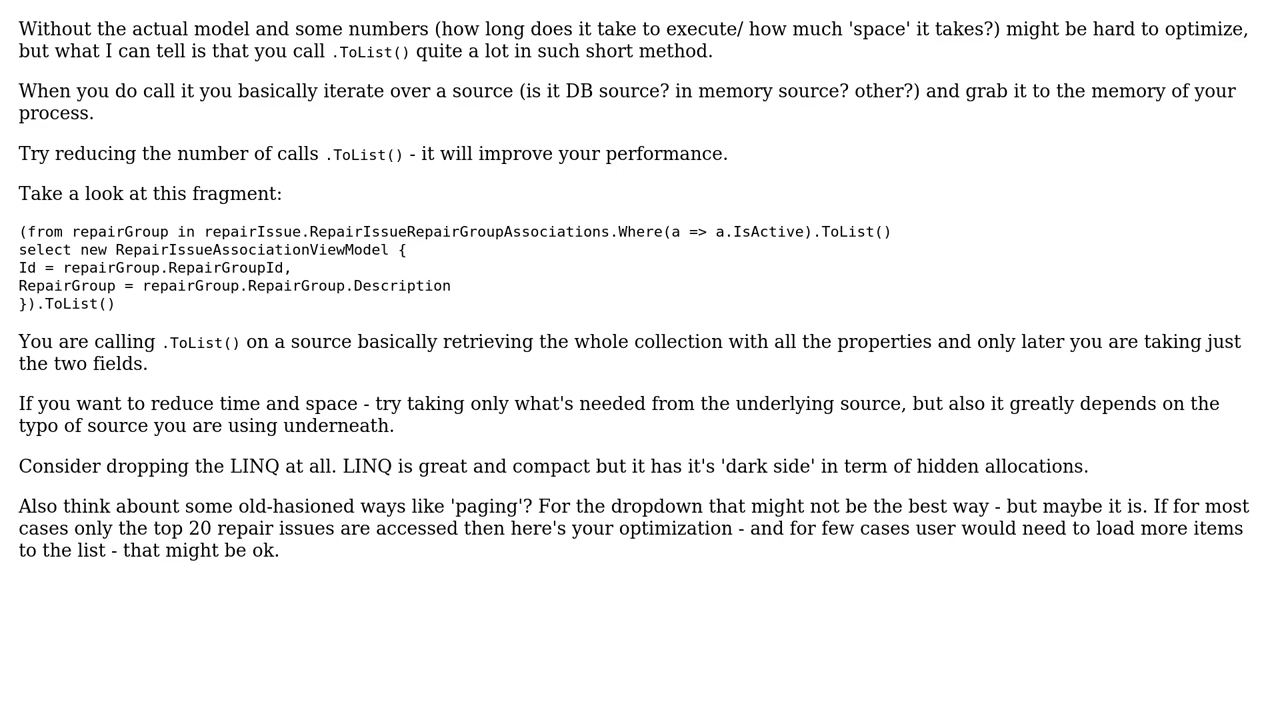 Without the actual model and some numbers (how long does it take to execute/ how much 'space' it takes?) might be hard to optimize,
but what I can tell is that you call .ToList() quite a lot in such short method.
When you do call it you basically iterate over a source (is it DB source? in memory source? other?) and grab it to the memory of your
process.
Try reducing the number of calls .ToList() - it will improve your performance.
Take a look at this fragment:
(from repairGroup in repairIssue.RepairIssueRepairGroupAssociations.Where(a => a.IsActive).ToList()
select new RepairIssueAssociationViewModel {
Id = repairGroup.RepairGroupId,
RepairGroup = repairGroup.RepairGroup.Description
}).ToList()
You are calling .ToList() on a source basically retrieving the whole collection with all the properties and only later you are taking just
the two fields.
If you want to reduce time and space - try taking only what's needed from the underlying source, but also it greatly depends on the
typo of source you are using underneath.
Consider dropping the LINQ at all. LINQ is great and compact but it has it's 'dark side' in term of hidden allocations.
Also think abount some old-hasioned ways like 'paging'? For the dropdown that might not be the best way - but maybe it is. If for most
cases only the top 20 repair issues are accessed then here's your optimization - and for few cases user would need to load more items
to the list - that might be ok.